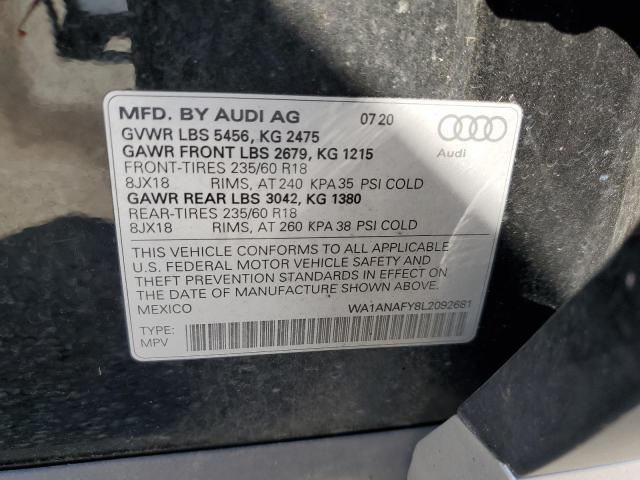 MFD. BY AUDI AG 07 20
GVWR LBS 5456, KG 2475
GAWR FRONT LBS 2679, KG 1215
FRONT-TIRES 235/60 R18
8JX18 RIMS, AT 240 KPA 35 PSI COLD
GAWR REAR LBS 3042, KG 1380
REAR-TIRES 235/60 R18
8JX18 RIMS, AT 260 KPA 38 PSI COLD
Audi
THIS VEHICLE CONFORMS TO ALL APPLICABLE
U.S. FEDERAL MOTOR VEHICLE SAFETY AND
THEFT PREVENTION STANDARDS IN EFFECT ON
THE DATE OF MANUFACTURE SHOWN ABOVE.
MEXICO WA1ANAFY8L2092681
TYPE:
MPV